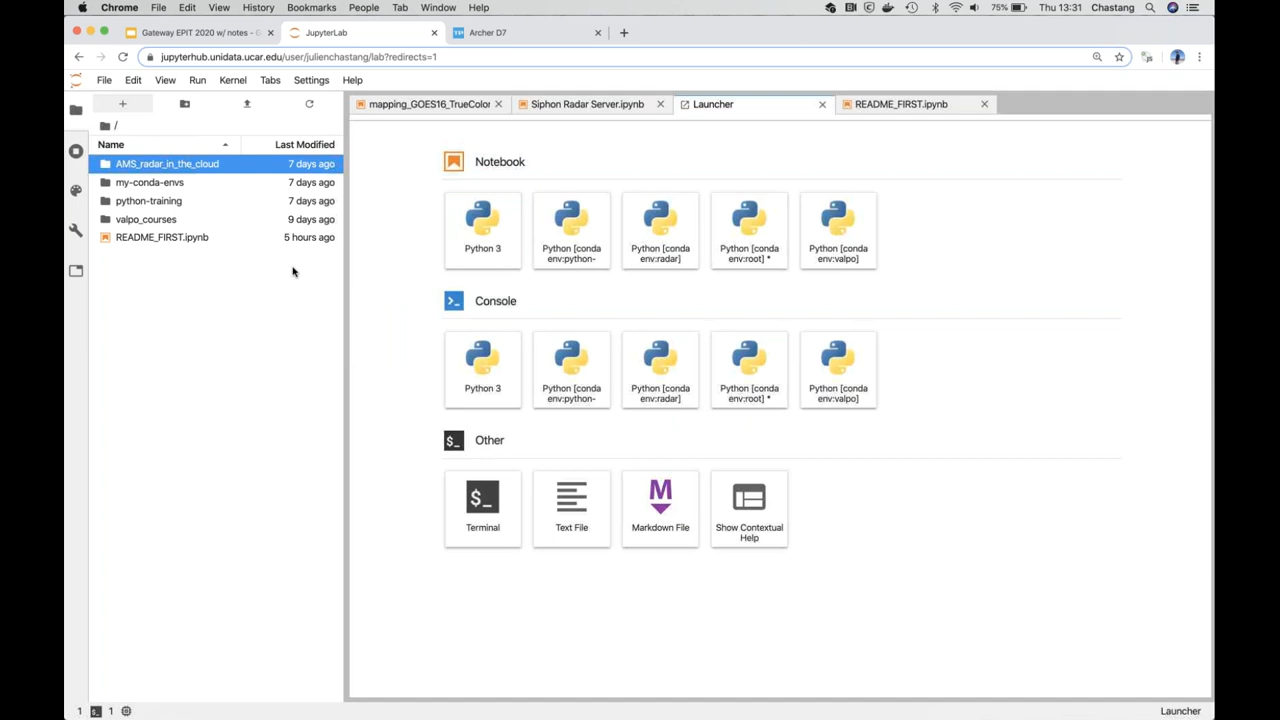 Chrome File Edit View History Bookmarks People Tab Window Help 75% Thu 13:31 Chastang
Gateway EPIT 2020 w/ notes - G JupyterLab Archer D7
jupyterhub.unidata.ucar.edu/user/julienchastang/lab?redirects=1
File Edit View Run Kernel Tabs Settings Help
mapping_GOES16_TrueColor Siphon Radar Server.ipynb Launcher README_FIRST.ipynb
/
Name Last Modified
AMS_radar_in_the_cloud 7 days ago
my-conda-envs 7 days ago
python-training 7 days ago
valpo_courses 9 days ago
README_FIRST.ipynb 5 hours ago
Notebook
Python 3
Python [conda env:python-
Python [conda env:radar]
Python [conda env:root] *
Python [conda env:valpo]
Console
Python 3
Python [conda env:python-
Python [conda env:radar]
Python [conda env:root] *
Python [conda env:valpo]
$_ Other
$_ Terminal
Text File
M Markdown File
Show Contextual Help
1 $_ 1 Launcher